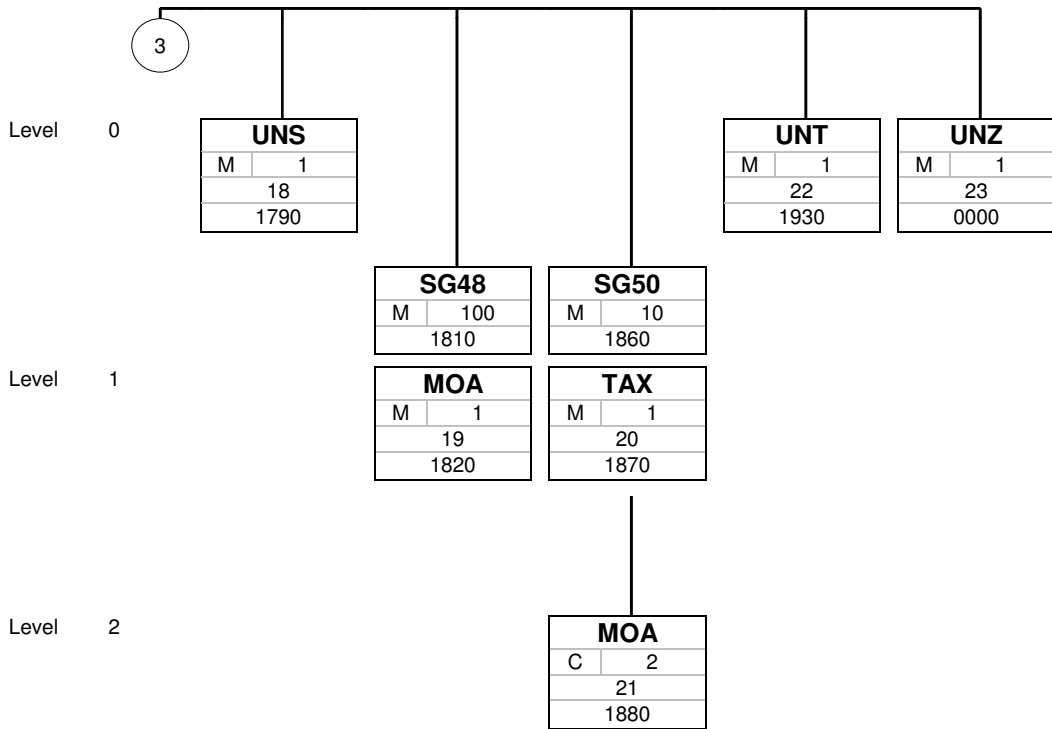 3
Level 0
UNS UNT UNZ
M 1 M 1 M 1
18 22 23
1790 1930 0000
SG48 SG50
M 100 M 10
1810 1860
Level 1
MOA TAX
M 1 M 1
19 20
1820 1870
Level 2
MOA
C 2
21
1880